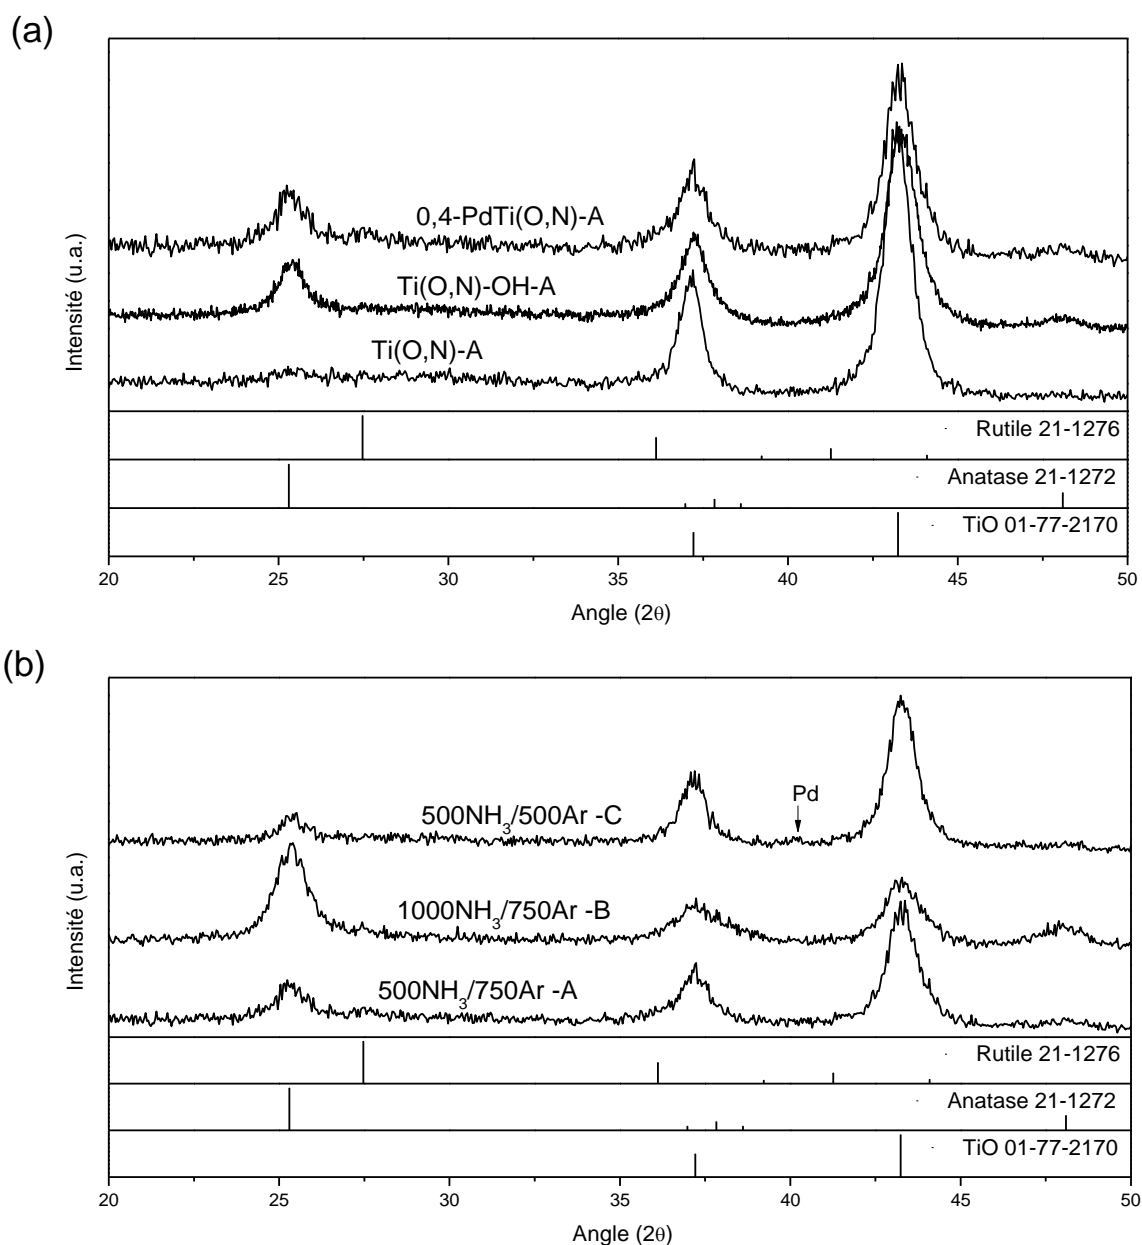 (a)
0,4-PdTi(O,N)-A
Ti(O,N)-OH-A
Ti(O,N)-A
Intensité (u.a.)
Rutile 21-1276
Anatase 21-1272
TiO 01-77-2170
20 25 30 35 40 45 50
Angle (2θ)
(b)
Pd
500NH3/500Ar -C
1000NH3/750Ar -B
500NH3/750Ar -A
Intensité (u.a.)
Rutile 21-1276
Anatase 21-1272
TiO 01-77-2170
20 25 30 35 40 45 50
Angle (2θ)